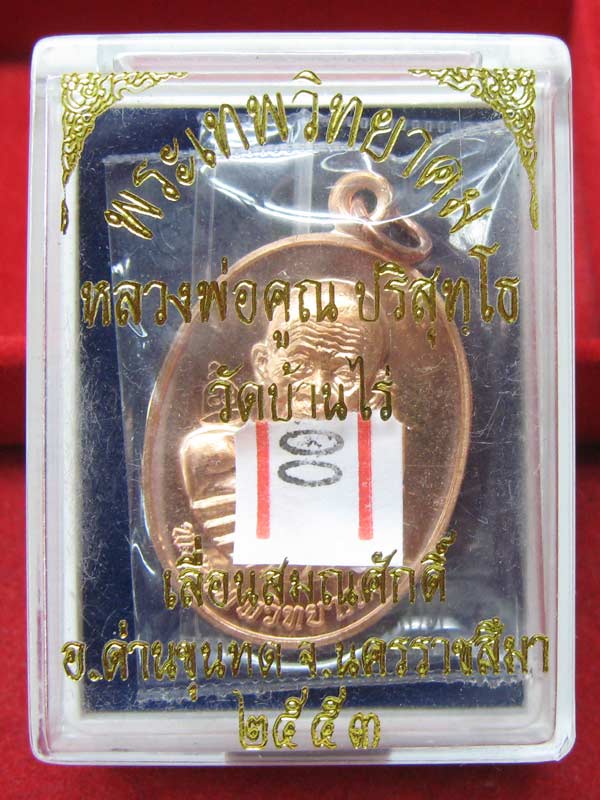 พระเทพวิทยาคม
หลวงพ่อคูณ ปริสุทฺโธ
วัดบ้านไร่
00
เลื่อนสมณศักดิ์
อ.ด่านขุนทด จ.นครราชสีมา
๒๕๕๓